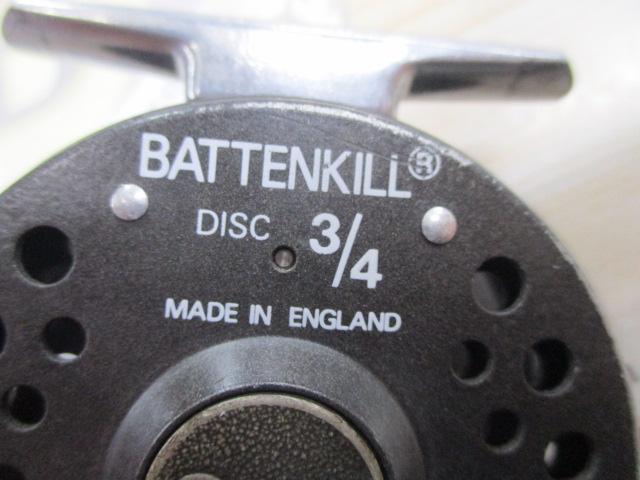 BATTENKILL®
DISC 3/4
MADE IN ENGLAND